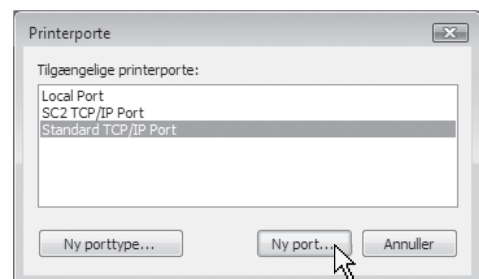 Printerporte
Tilgængelige printerporte:
Local Port
SC2 TCP/IP Port
Standard TCP/IP Port
Ny porttype...
Ny port...
Annuller